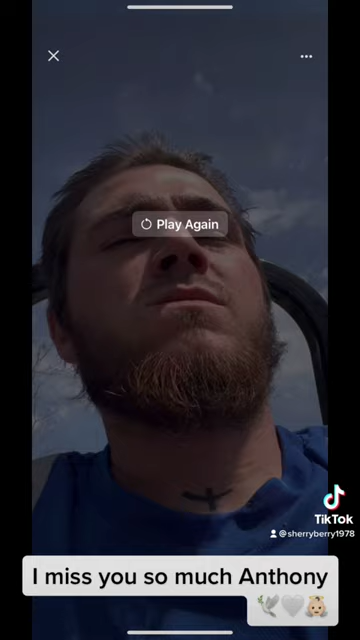 Play Again
TikTok
@sherryberry1978
I miss you so much Anthony
🕊️🤍👼🏼